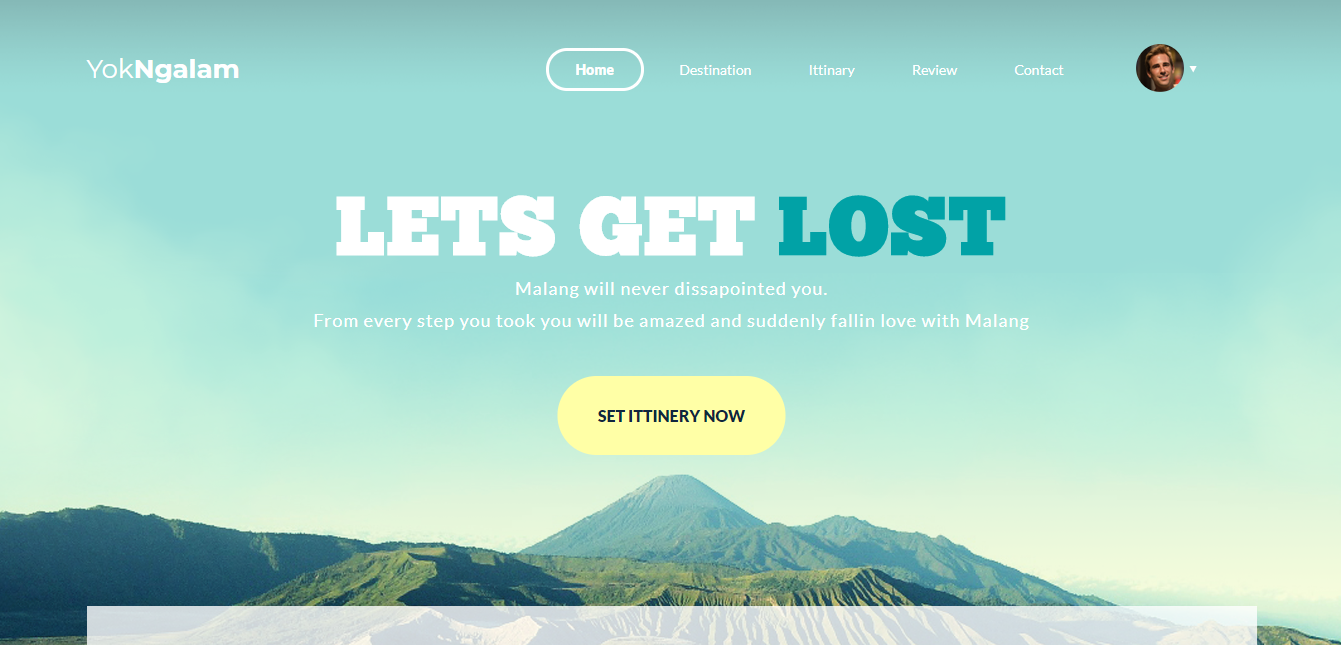 YokNgalam
Home
Destination
Ittinary
Review
Contact
LETS GET LOST
Malang will never dissapointed you.
From every step you took you will be amazed and suddenly fallin love with Malang
SET ITTINERY NOW